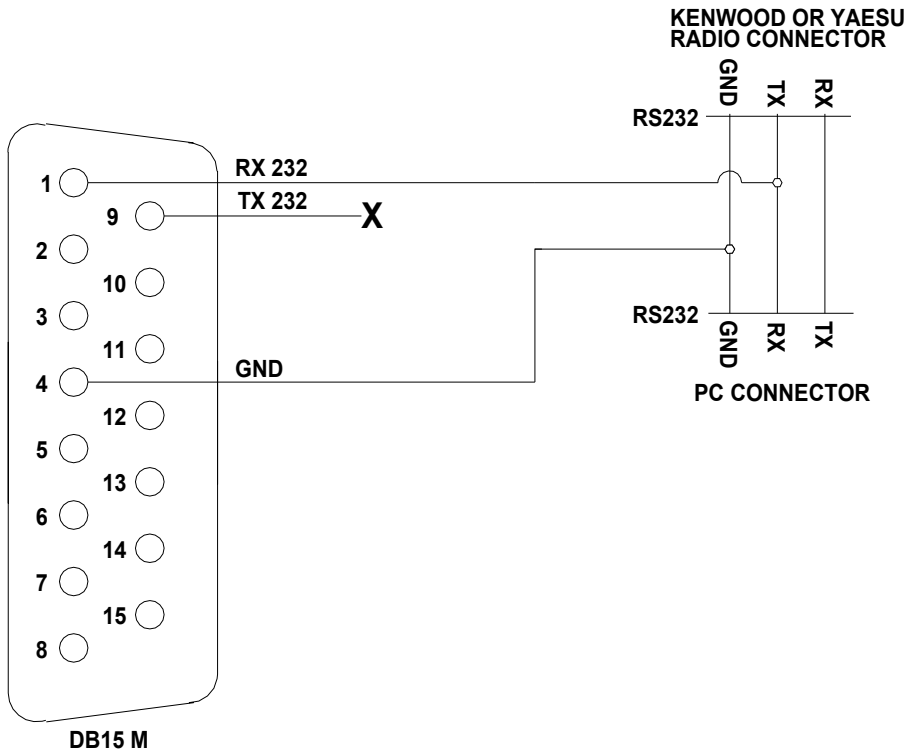 KENWOOD OR YAESU
RADIO CONNECTOR
GND TX RX
RS232
1 RX 232
9 TX 232 X
2
10
3
RS232
11
GND RX TX
4 GND
PC CONNECTOR
12
5
13
6
14
7
15
8
DB15 M